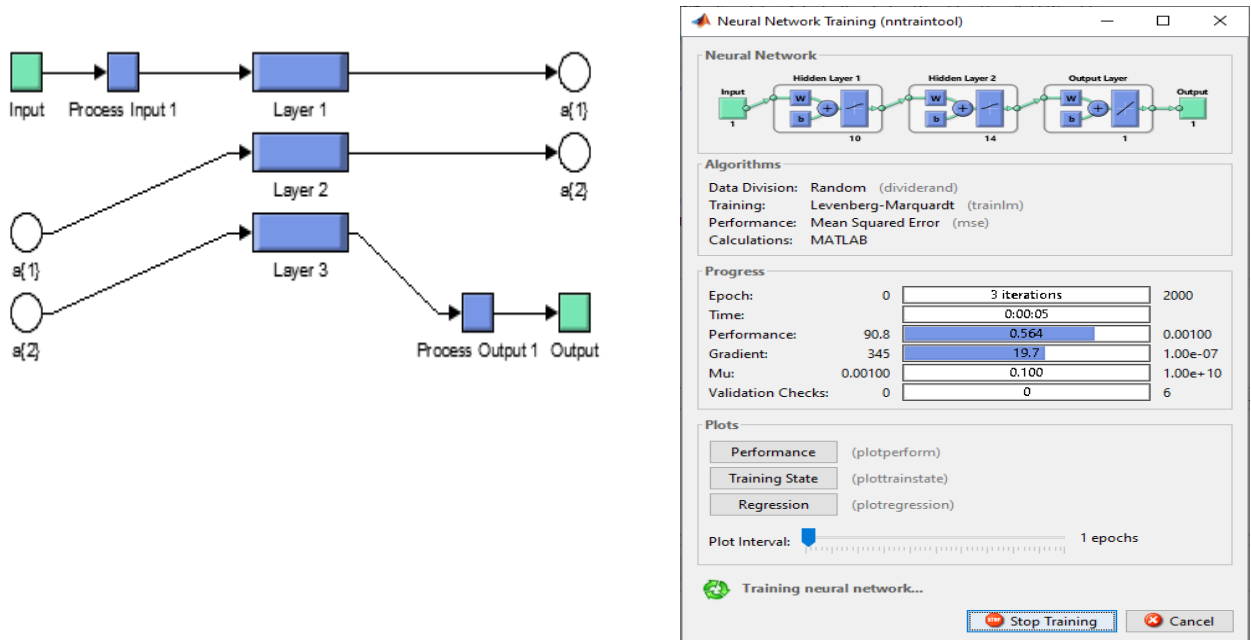 Input Process Input 1 Layer 1 a{1}
Layer 2 a{2}
a{1} Layer 3
a{2} Process Output 1 Output
Neural Network Training (nntraintool)
Neural Network
Hidden Layer 1 Hidden Layer 2 Output Layer
Input Output
W W W
+ + +
b b b
1 10 14 1 1
Algorithms
Data Division: Random (dividerand)
Training: Levenberg-Marquardt (trainlm)
Performance: Mean Squared Error (mse)
Calculations: MATLAB
Progress
Epoch: 0 3 iterations 2000
Time: 0:00:05
Performance: 90.8 0.564 0.00100
Gradient: 345 19.7 1.00e-07
Mu: 0.00100 0.100 1.00e+10
Validation Checks: 0 0 6
Plots
Performance (plotperform)
Training State (plottrainstate)
Regression (plotregression)
Plot Interval: 1 epochs
Training neural network...
STOP Stop Training Cancel